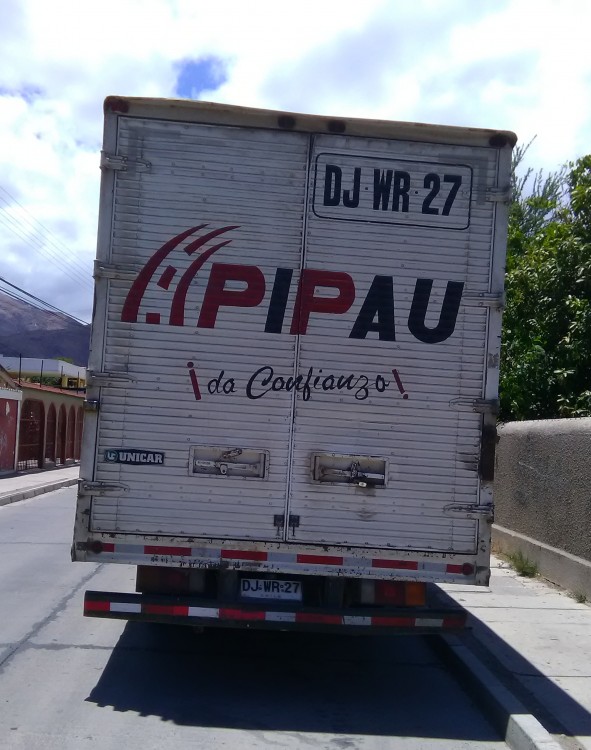 DJ·WR·27
PIPAU
¡da Confianza!
UNICAR
DJ·WR·27